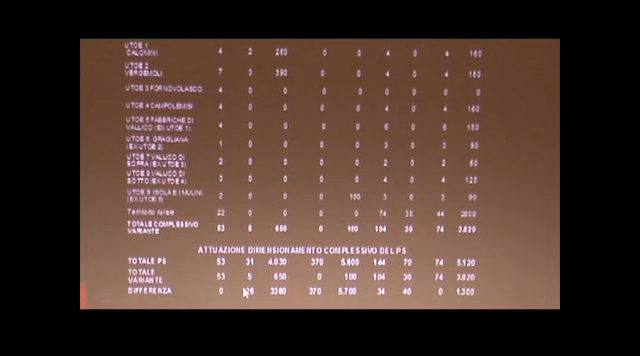 UTOE 1
CALOMINI 4 2 260 0 0 4 0 4 160
UTOE 2
VERGEMOLI 7 3 390 0 0 4 0 4 160
UTOE 3 FORNOVOLASCO 4 0 0 0 0 0 0 0 0
UTOE 4 CAMPOLEMISI 4 0 0 0 0 4 0 4 160
UTOE 5 FABBRICHE DI
VALLICO (EX UTOE 1) 4 0 0 0 0 6 0 6
UTOE 6: GRAGLIANA
(EX UTOE 2) 1 0 0 0 0 3 0 3 90
UTOE 7 VALLICO DI
SOPRA (EX UTOE 3) 2 0 0 0 0 2 0 2 60
UTOE 8 VALLICO DI
SOTTO (EX UTOE 4) 3 0 0 0 0 4 0 4 120
UTOE 9: ISOLA E I MULINI
2 0 0 0 100 3 0 3 90
Territorio rurale 22 0 0 0 0 74 30 44
TOTALE COMPLESSIVO
VARIANTE 53 5 650 0 100 104 30 74 3.820
ATTUAZIONE DIMENSIONAMENTO COMPLESSIVO DEL PS
TOTALE PS 53 31 4.030 370 5.800 144 70 74 5.120
TOTALE
VARIANTE 53 5 650 0 100 104 30 74 3.820
DIFFERENZA 0 26 3380 370 5.700 34 40 0 1.300